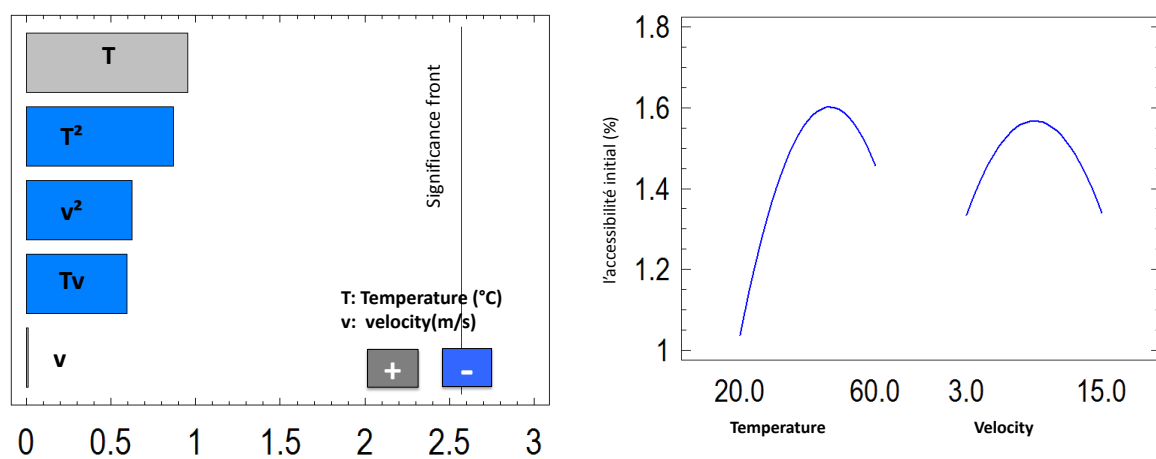 T
T²
v²
Tv
v
Significance front
T: Temperature (°C)
v: velocity(m/s)
+
-
0 0.5 1 1.5 2 2.5 3
l'accessibilité initial (%)
1.8
1.6
1.4
1.2
1
20.0 60.0 3.0 15.0
Temperature Velocity